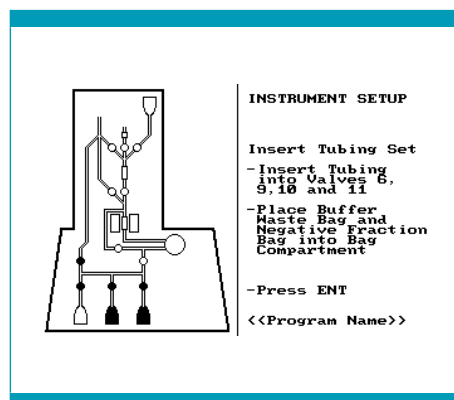 INSTRUMENT SETUP
Insert Tubing Set
-Insert Tubing
into Valves 6,
9,10 and 11
-Place Buffer
Waste Bag and
Negative Fraction
Bag into Bag
Compartment
-Press ENT
<<Program Name>>